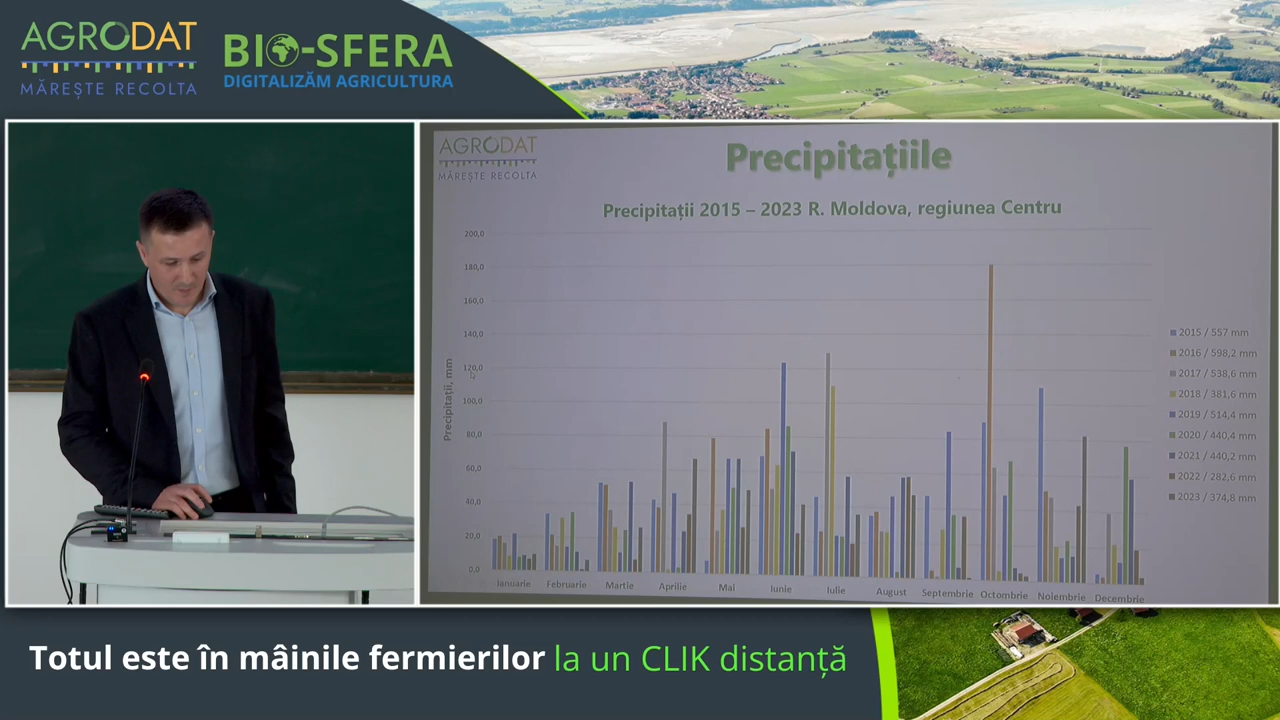 AGRODAT
MĂREȘTE RECOLTA
BIO-SFERA
DIGITALIZĂM AGRICULTURA
AGRODAT
MĂREȘTE RECOLTA
Precipitațiile
Precipitații 2015 – 2023 R. Moldova, regiunea Centru
Precipitații, mm
200,0
180,0
160,0
140,0
120,0
100,0
80,0
60,0
40,0
20,0
0,0
Ianuarie Februarie Martie Aprilie Mai Iunie Iulie August Septembrie Octombrie Noiembrie Decembrie
2015 / 557 mm
2016 / 598,2 mm
2017 / 538,6 mm
2018 / 381,6 mm
2019 / 514,4 mm
2020 / 440,4 mm
2021 / 440,2 mm
2022 / 282,6 mm
2023 / 374,8 mm
Totul este în mâinile fermierilor la un CLIK distanță